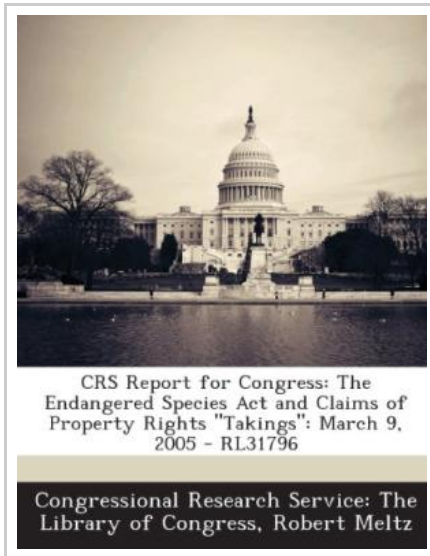 CRS Report for Congress: The
Endangered Species Act and Claims of
Property Rights "Takings": March 9,
2005 - RL31796
Congressional Research Service: The
Library of Congress, Robert Meltz